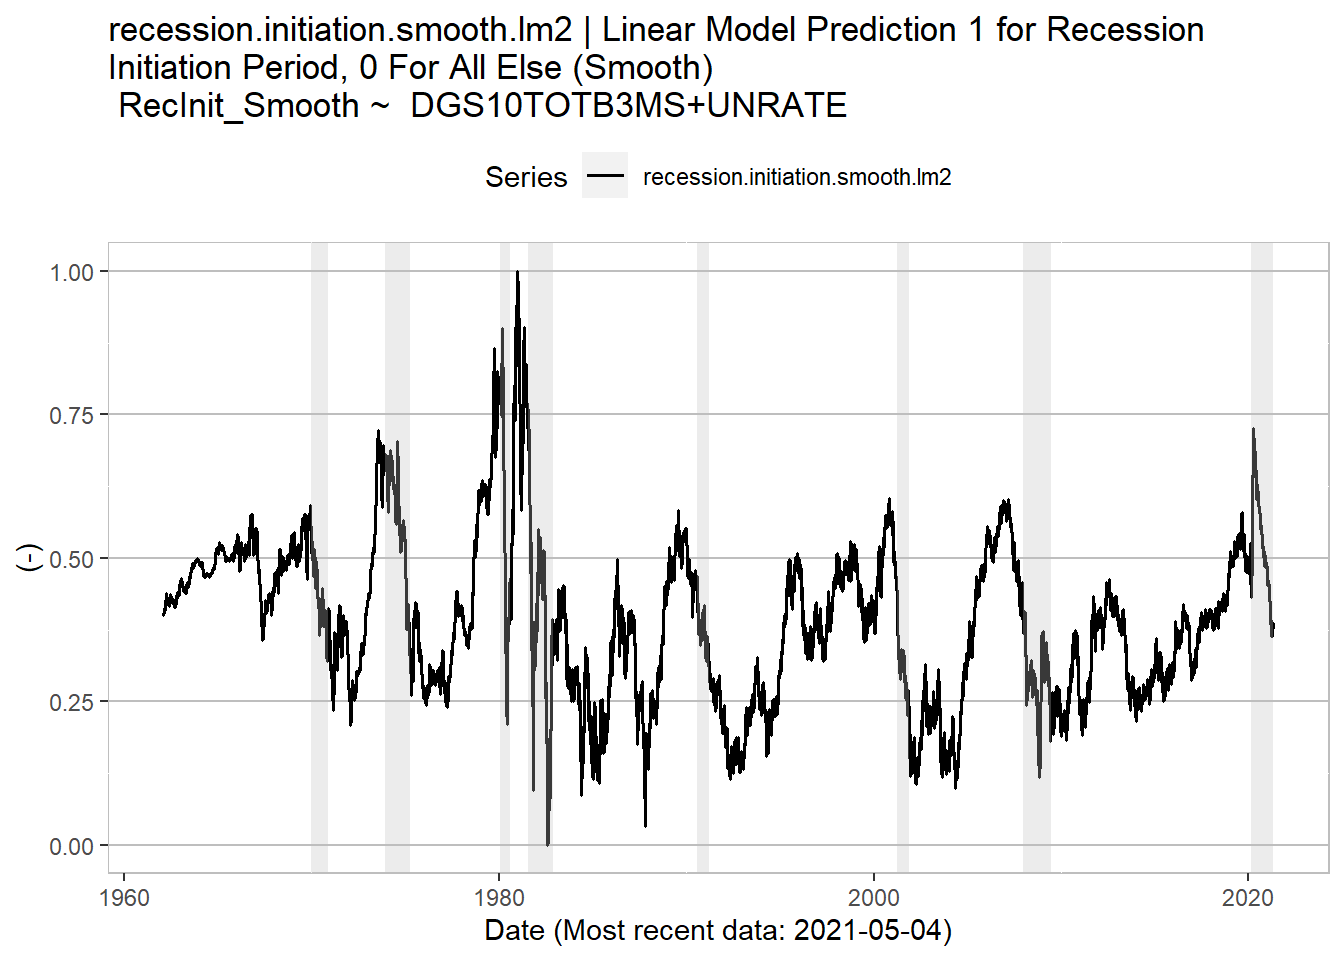 recession.initiation.smooth.lm2 | Linear Model Prediction 1 for Recession
Initiation Period, 0 For All Else (Smooth)
RecInit_Smooth ~  DGS10TOTB3MS+UNRATE
Series
recession.initiation.smooth.lm2
1.00
0.75
0.50
0.25
0.00
(-)
1960
1980
2000
2020
Date (Most recent data: 2021-05-04)